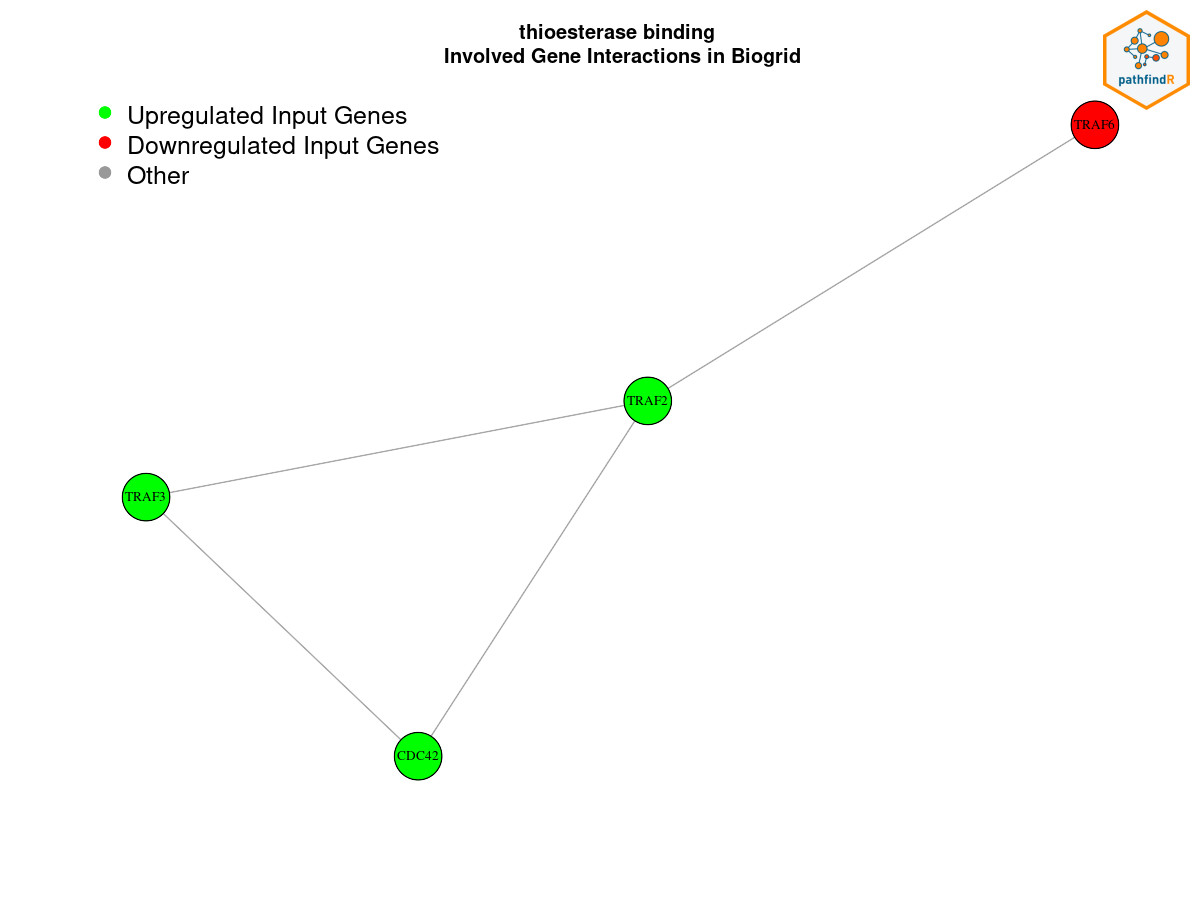 thioesterase binding
Involved Gene Interactions in Biogrid
pathfindR
Upregulated Input Genes
Downregulated Input Genes
Other
TRAF6
TRAF2
TRAF3
CDC42